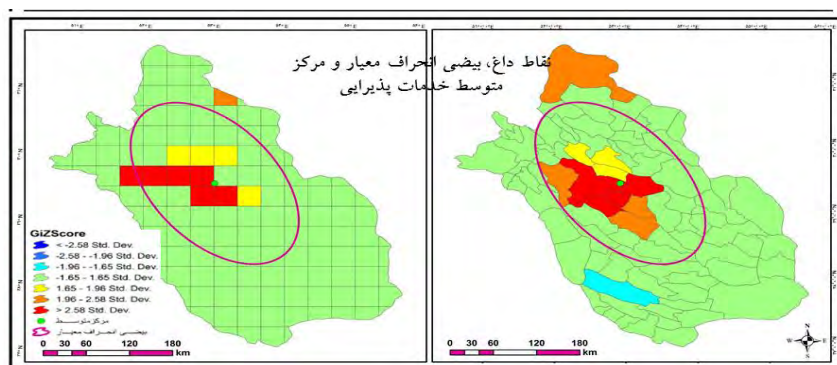 نقاط داغ، بیضی انحراف معیار و مرکز
متوسط خدمات پذیرایی
GiZScore
< -2.58 Std. Dev.
-2.58 - -1.96 Std. Dev.
-1.96 - -1.65 Std. Dev.
-1.65 - 1.65 Std. Dev.
1.65 - 1.96 Std. Dev.
1.96 - 2.58 Std. Dev.
> 2.58 Std. Dev.
مرکز متوسط
بیضی انحراف معیار
0 30 60 120 180
km
0 30 60 120 180
km
N
W E
S